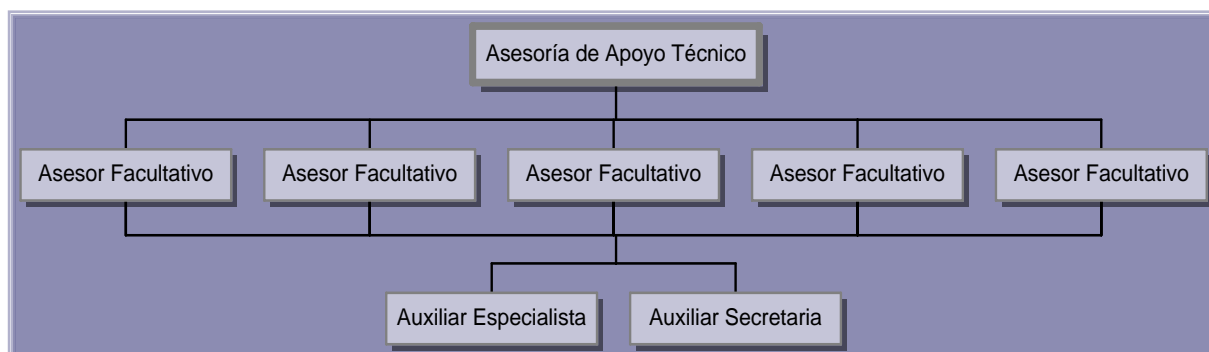 Asesoría de Apoyo Técnico
Asesor Facultativo
Asesor Facultativo
Asesor Facultativo
Asesor Facultativo
Asesor Facultativo
Auxiliar Especialista
Auxiliar Secretaria